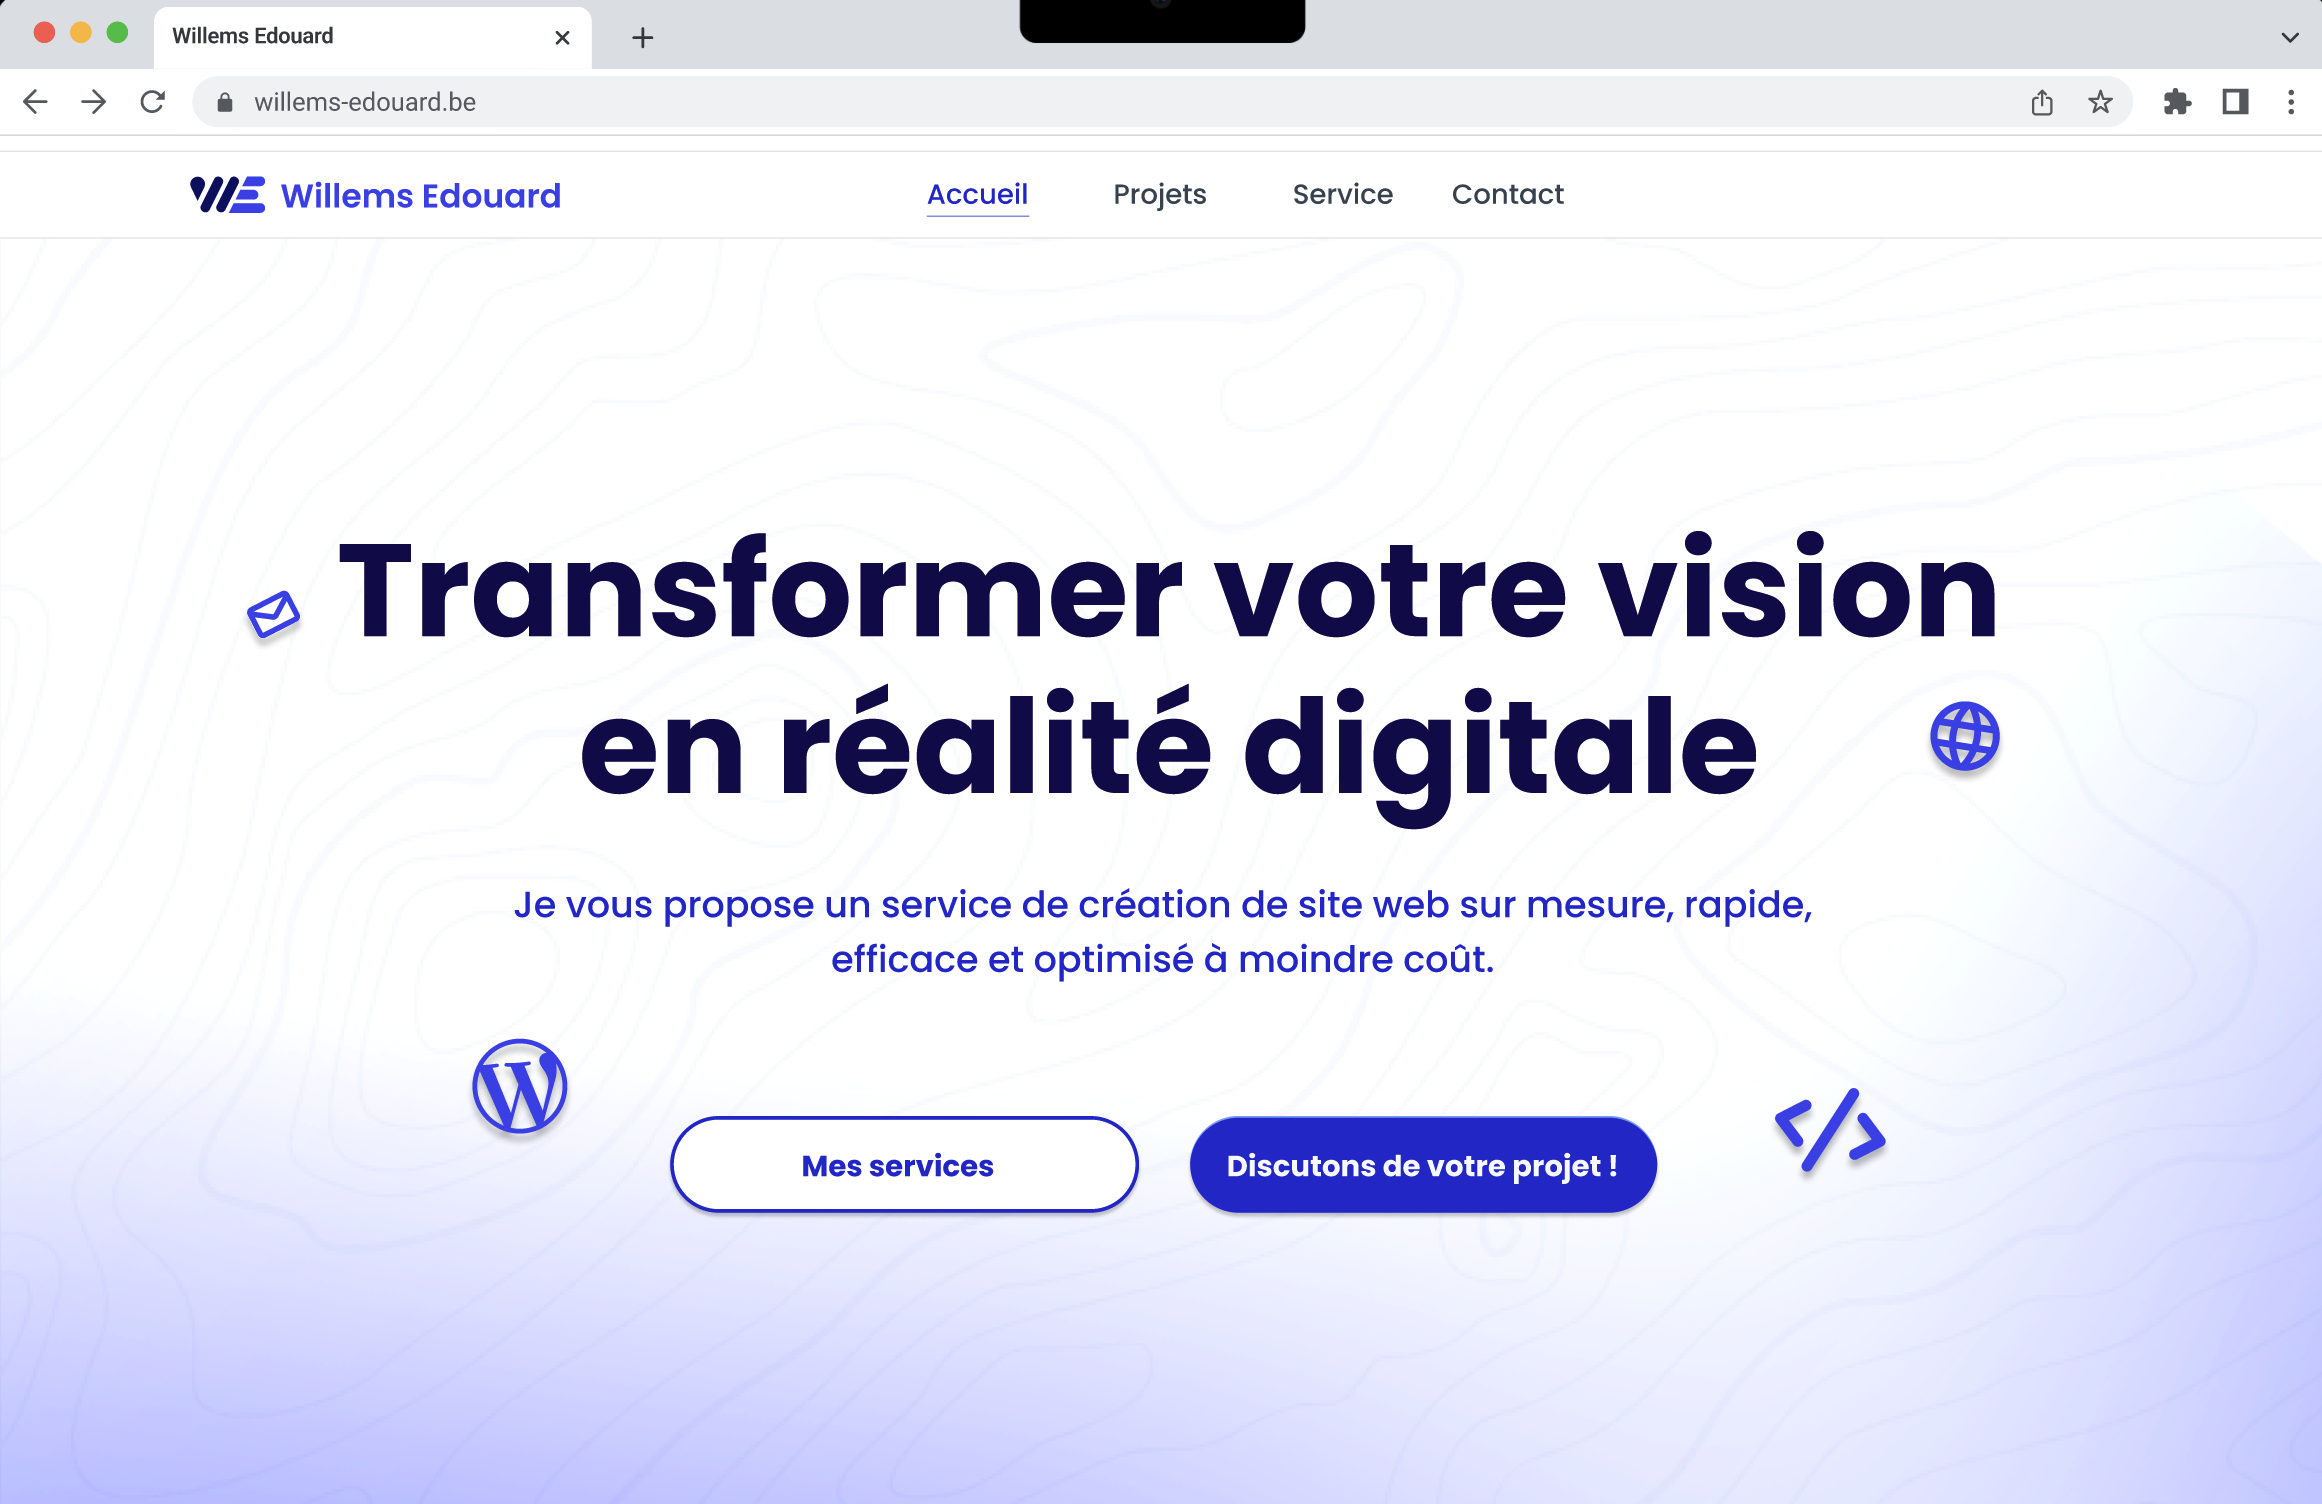 Willems Edouard
willems-edouard.be
WE Willems Edouard
Accueil Projets Service Contact
Transformer votre vision
en réalité digitale
Je vous propose un service de création de site web sur mesure, rapide,
efficace et optimisé à moindre coût.
Mes services
Discutons de votre projet !